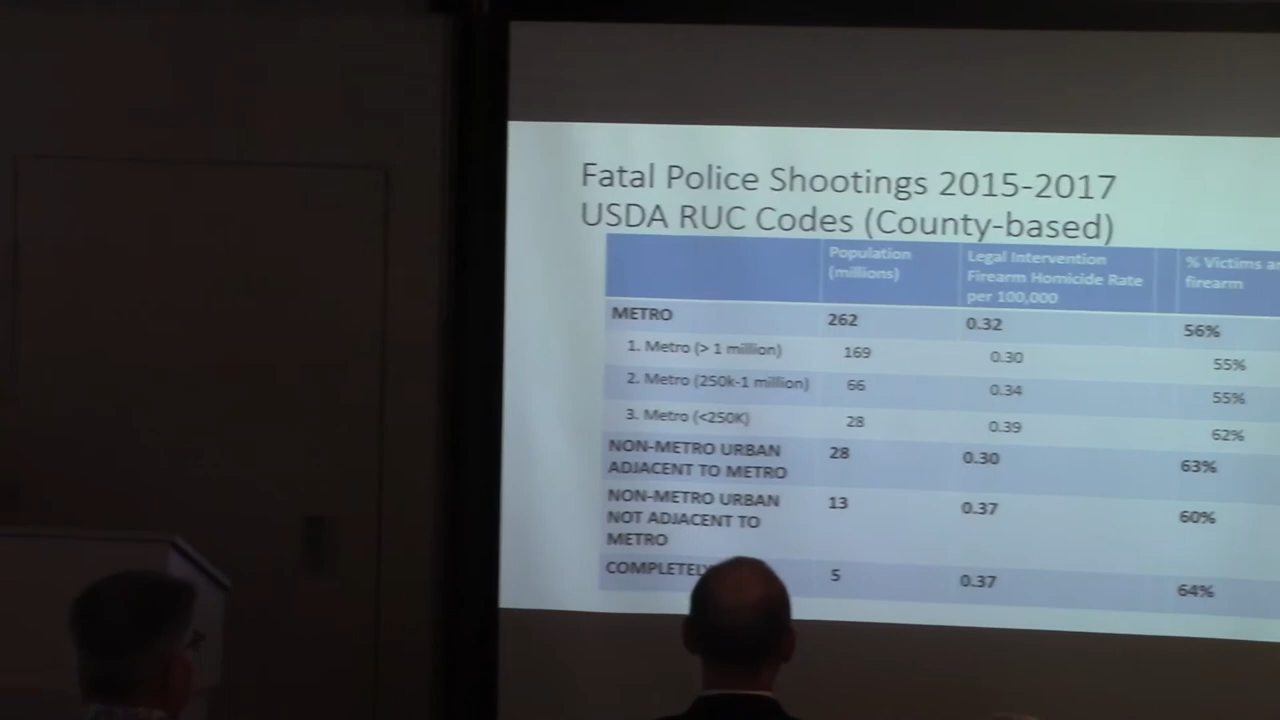 Fatal Police Shootings 2015-2017
USDA RUC Codes (County-based)
Population
(millions)
Legal Intervention
Firearm Homicide Rate
per 100,000
% Victims
firearm
METRO 262 0.32 56%
1. Metro (> 1 million) 169 0.30 55%
2. Metro (250k-1 million) 66 0.34 55%
3. Metro (<250K) 28 0.39 62%
NON-METRO URBAN
ADJACENT TO METRO 28 0.30 63%
NON-METRO URBAN
NOT ADJACENT TO
METRO 13 0.37 60%
COMPLETELY 5 0.37 64%